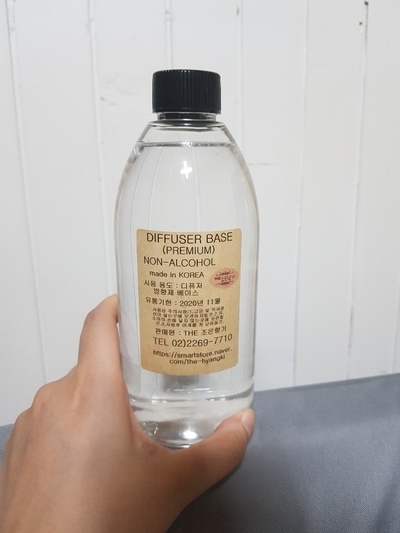 DIFFUSER BASE
(PREMIUM)
NON-ALCOHOL
made in KOREA
사용 용도 : 디퓨저
방향제 베이스
유통기한 : 2020년 11월
판매원 : THE 조은향기
TEL 02)2269-7710
https://smartstore.naver.
com/the-hyangki